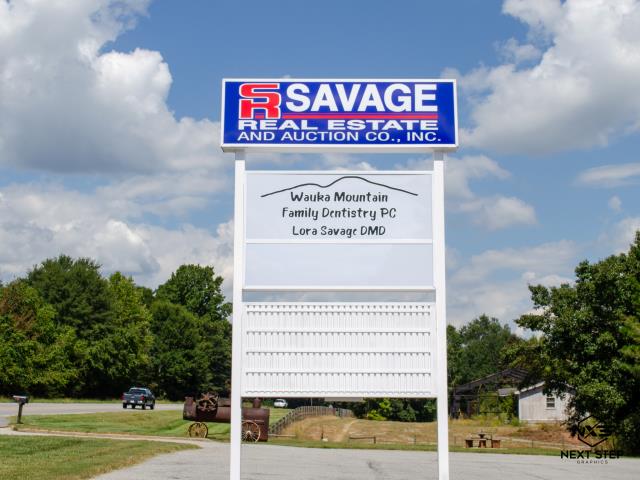 SR SAVAGE
REAL ESTATE
AND AUCTION CO., INC.
Wauka Mountain
Family Dentistry PC
Lora Savage DMD
NEXT STEP
GRAPHICS